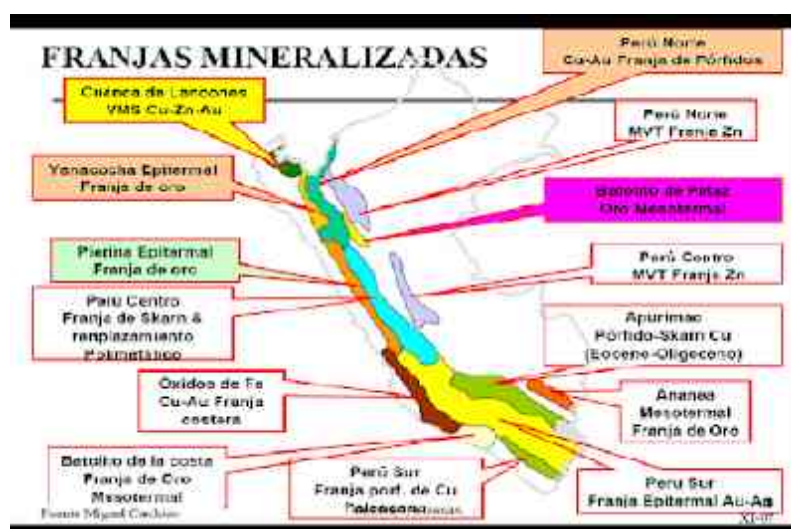 FRANJAS MINERALIZADAS
Perú Norte
Cu-Au Franja de Pórfidos
Cuenca de Lancones
VMS Cu-Zn-Au
Perú Norte
MVT Franja Zn
Yanacocha Epitermal
Franja de oro
Batolito de Pataz
Oro Mesotermal
Pierina Epitermal
Franja de oro
Perú Centro
MVT Franja Zn
Perú Centro
Franja de Skarn &
remplazamiento
Polimetálico
Apurimac
Pórfido-Skarn Cu
(Eoceno-Oligoceno)
Óxidos de Fe
Cu-Au Franja
costera
Ananea
Mesotermal
Franja de Oro
Batolito de la costa
Franja de Oro
Mesotermal
Perú Sur
Franja porf. de Cu
Paleoceno
Peru Sur
Franja Epitermal Au-Ag
Fuente Miguel
XI-07